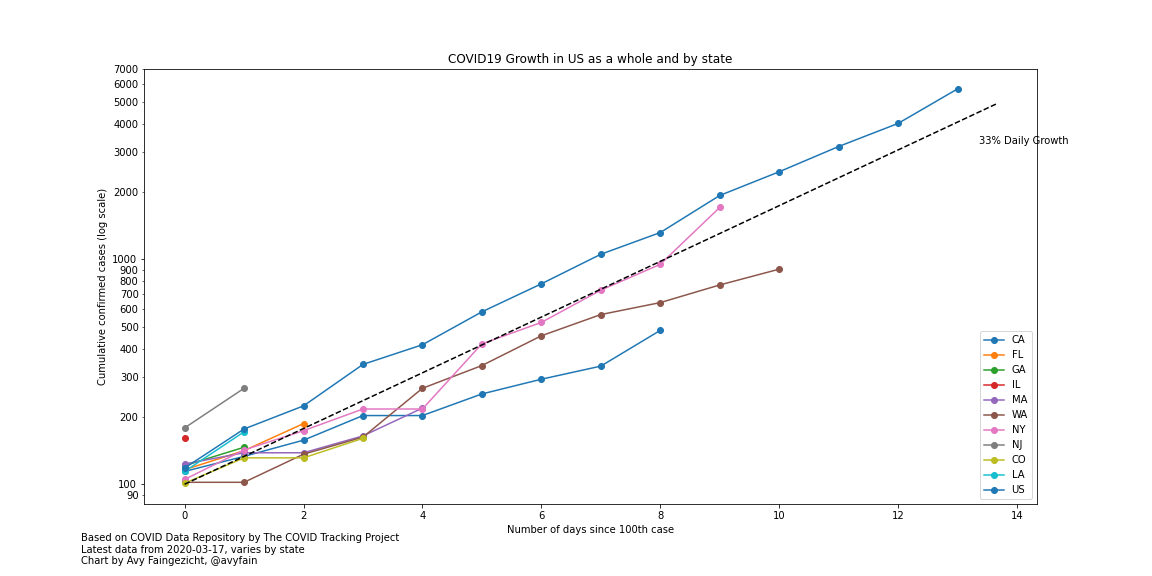 COVID19 Growth in US as a whole and by state
7000
6000
5000
4000
3000
2000
1000
900
800
700
600
500
400
300
200
100
90
Cumulative confirmed cases (log scale)
33% Daily Growth
CA
FL
GA
IL
MA
WA
NY
NJ
CO
LA
US
0 2 4 6 8 10 12 14
Number of days since 100th case
Based on COVID Data Repository by The COVID Tracking Project
Latest data from 2020-03-17, varies by state
Chart by Avy Faingezicht, @avyfain